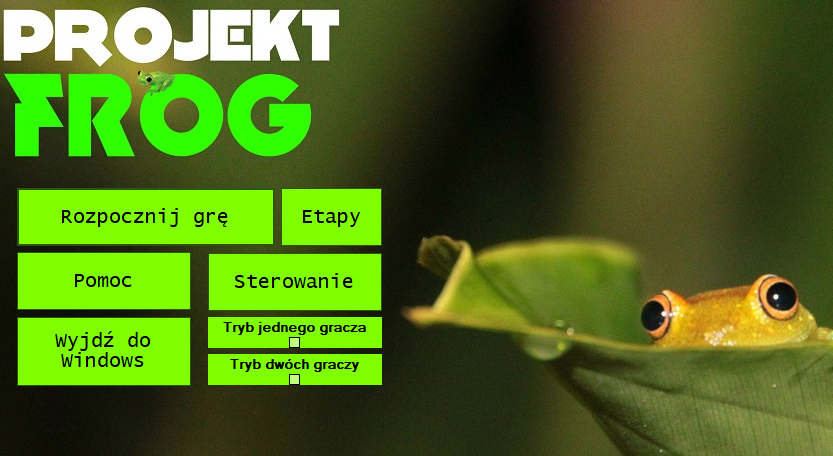 PROJEKT
FROG
Rozpocznij grę
Etapy
Pomoc
Sterowanie
Wyjdź do
Windows
Tryb jednego gracza
Tryb dwóch graczy